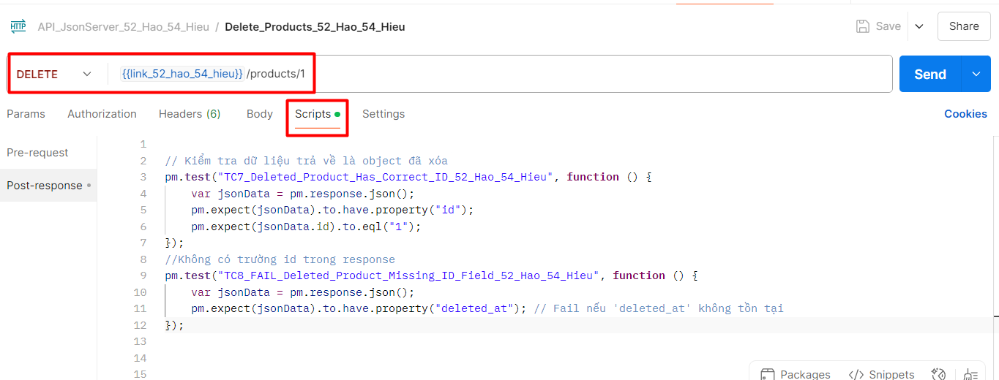 HTTP API_JsonServer_52_Hao_54_Hieu / Delete_Products_52_Hao_54_Hieu Save Share
DELETE {{link_52_hao_54_hieu}} /products/1 Send
Params Authorization Headers (6) Body Scripts Settings Cookies
Pre-request
Post-response
1
2 // Kiểm tra dữ liệu trả về là object đã xóa
3 pm.test("TC7_Deleted_Product_Has_Correct_ID_52_Hao_54_Hieu", function () {
4 var jsonData = pm.response.json();
5 pm.expect(jsonData).to.have.property("id");
6 pm.expect(jsonData.id).to.eql("1");
7 });
8 //Không có trường id trong response
9 pm.test("TC8_FAIL_Deleted_Product_Missing_ID_Field_52_Hao_54_Hieu", function () {
10 var jsonData = pm.response.json();
11 pm.expect(jsonData).to.have.property("deleted_at"); // Fail nếu 'deleted_at' không tồn tại
12 });
13
14
15
Packages </> Snippets